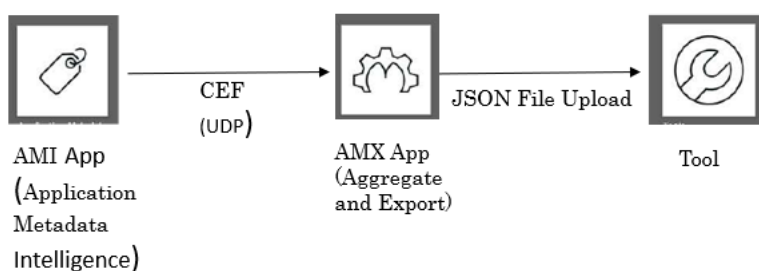 CEF
(UDP)
JSON File Upload
AMI App
(Application
Metadata
Intelligence)
AMX App
(Aggregate
and Export)
Tool